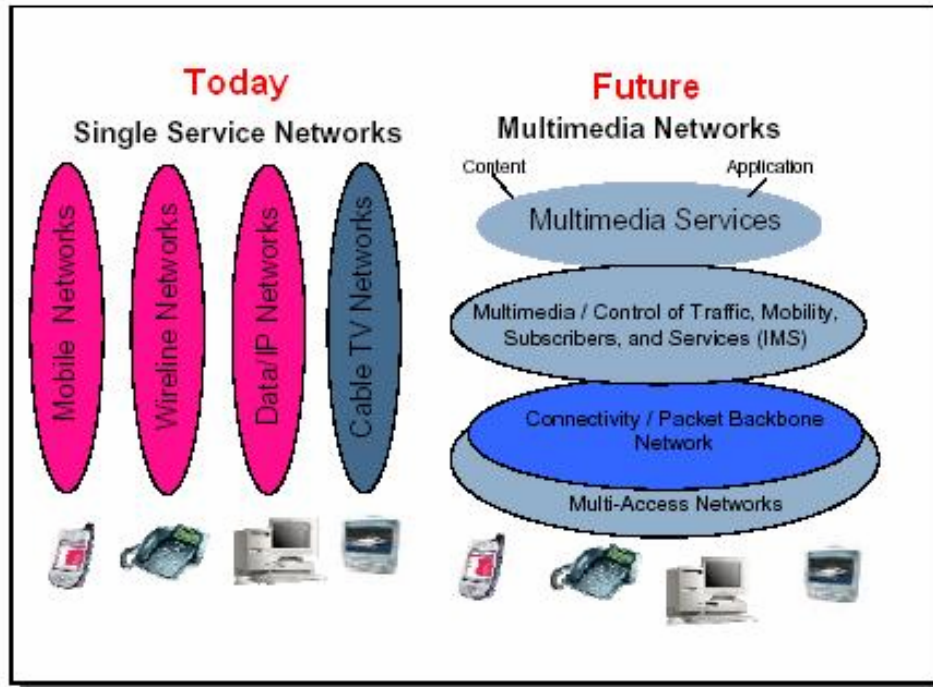 Today
Single Service Networks
Mobile Networks
Wireline Networks
Data/IP Networks
Cable TV Networks
Future
Multimedia Networks
Content
Application
Multimedia Services
Multimedia / Control of Traffic, Mobility,
Subscribers, and Services (IMS)
Connectivity / Packet Backbone
Network
Multi-Access Networks